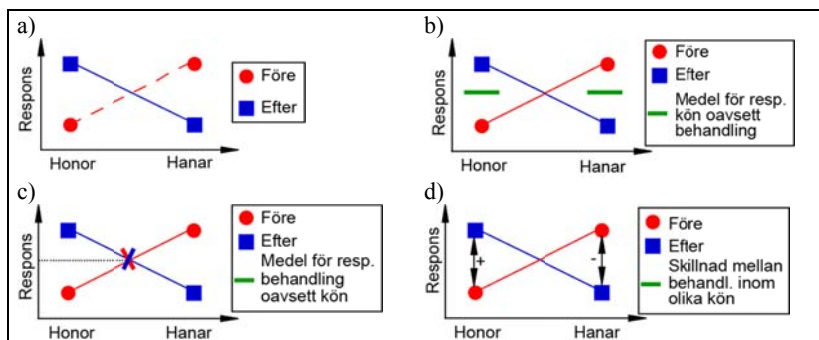 a)
Respons
Före
Efter
Honor
Hanar
b)
Respons
Före
Efter
Medel för resp.
kön oavsett
behandling
Honor
Hanar
c)
Respons
Före
Efter
Medel för resp.
behandling
oavsett kön
Honor
Hanar
d)
Respons
+
-
Före
Efter
Skillnad mellan
behandl. inom
olika kön
Honor
Hanar